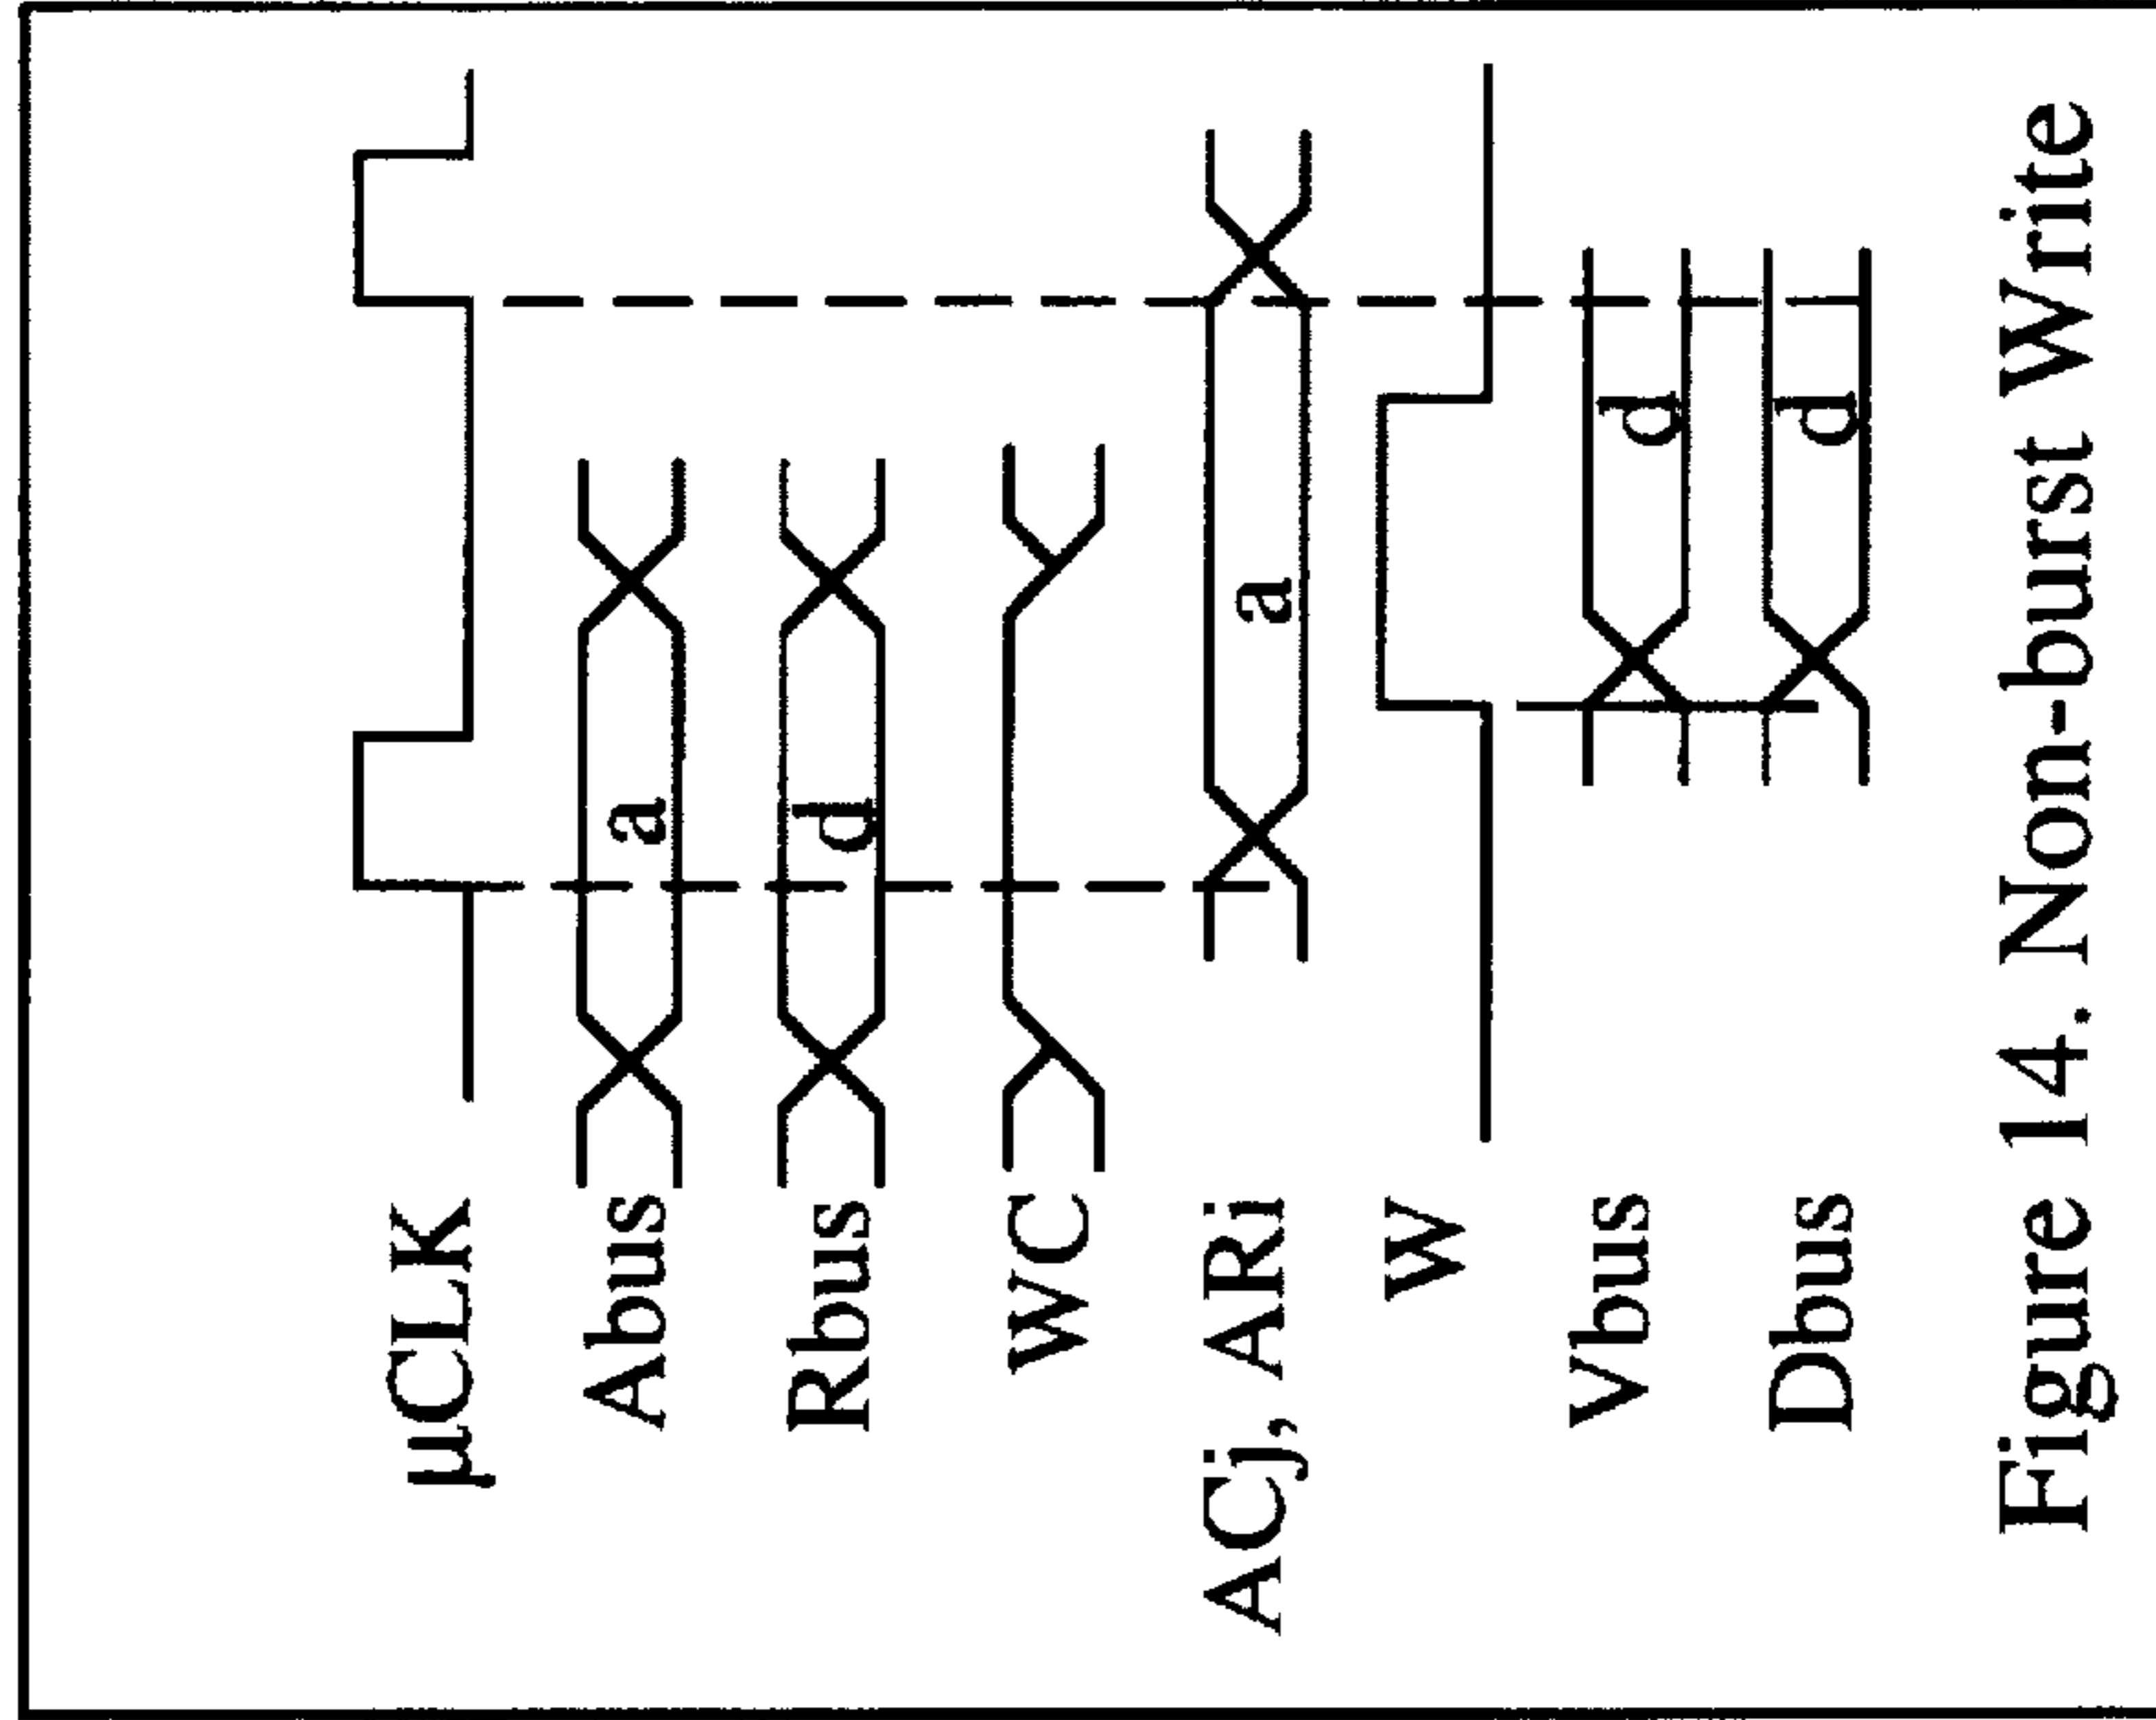 µCLK
Abus a
Rbus d
WC
ACj, ARi a
W
Vbus d
Dbus d
Figure 14. Non-burst Write